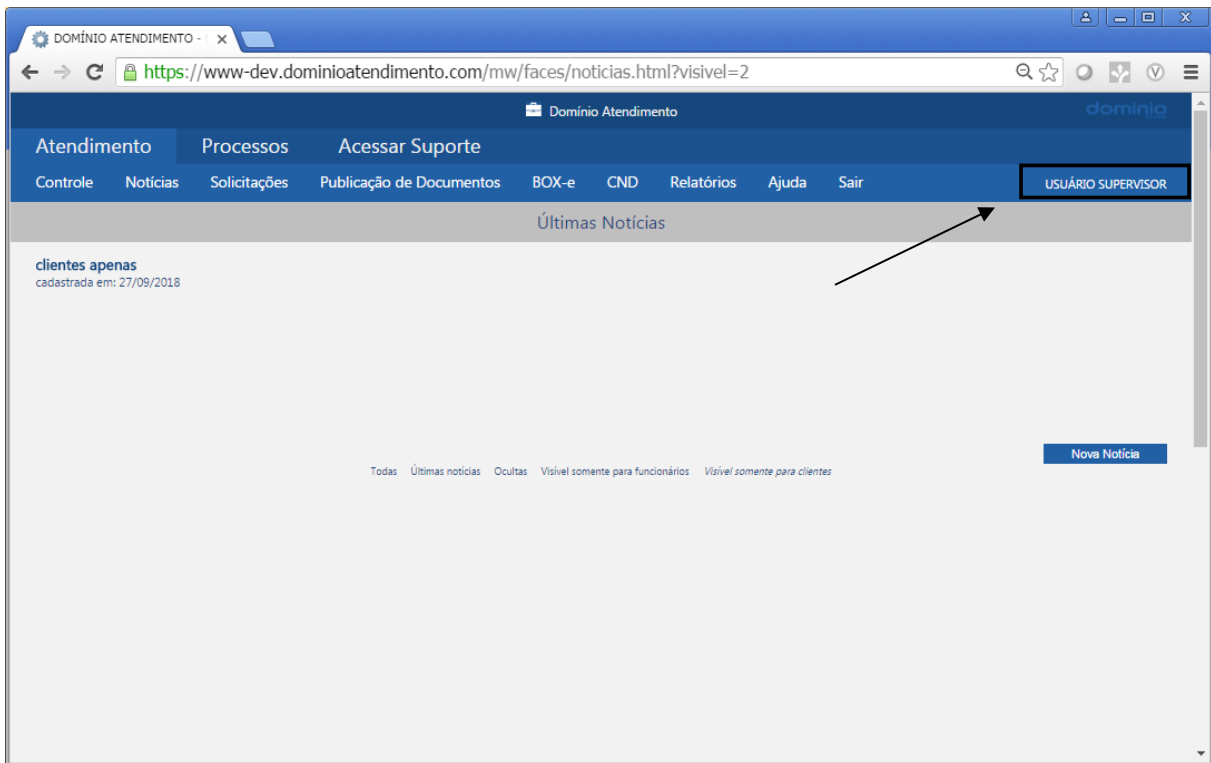 DOMÍNIO ATENDIMENTO -
https://www-dev.dominioatendimento.com/mw/faces/noticias.html?visivel=2
Domínio Atendimento
dominio
Atendimento Processos Acessar Suporte
Controle Notícias Solicitações Publicação de Documentos BOX-e CND Relatórios Ajuda Sair USUÁRIO SUPERVISOR
Últimas Notícias
clientes apenas
cadastrada em: 27/09/2018
Nova Notícia
Todas Últimas notícias Ocultas Visível somente para funcionários Visível somente para clientes